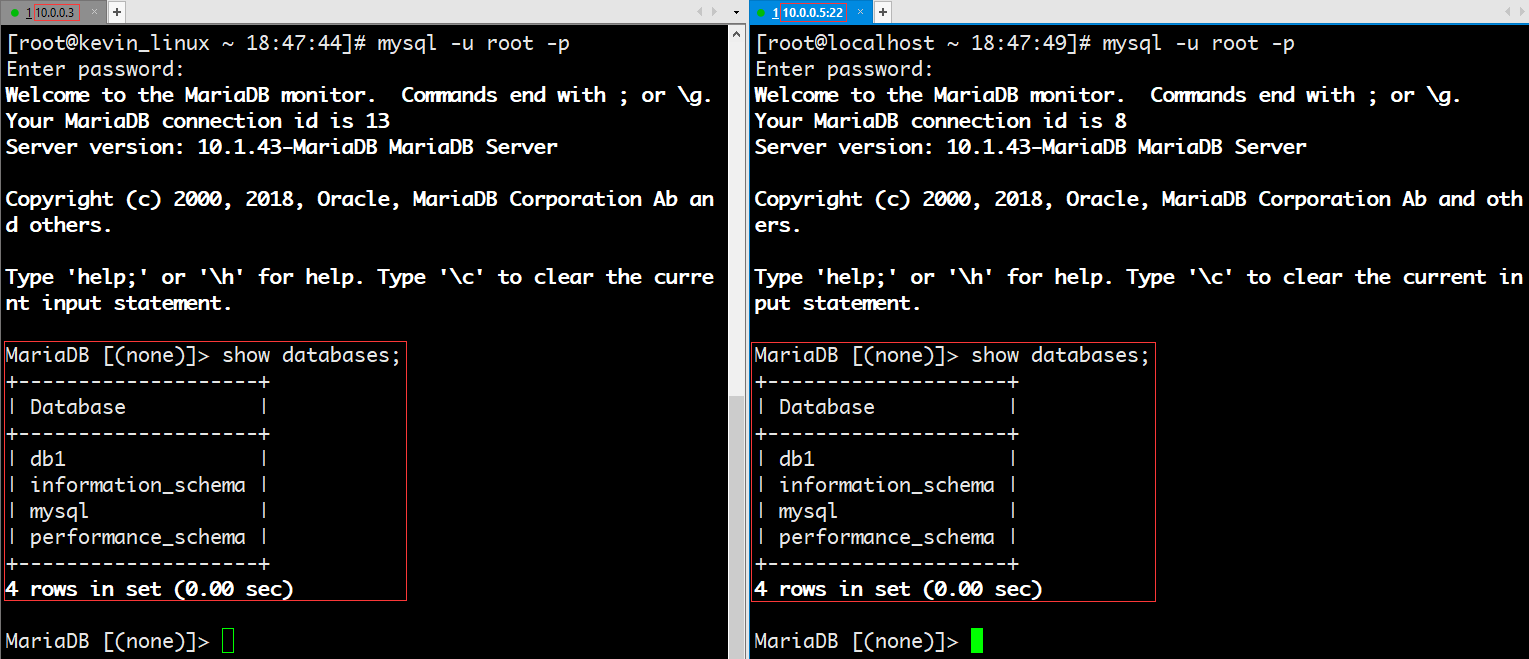 1 10.0.0.3 × +
[root@kevin_linux ~ 18:47:44]# mysql -u root -p
Enter password:
Welcome to the MariaDB monitor.  Commands end with ; or \g.
Your MariaDB connection id is 13
Server version: 10.1.43-MariaDB MariaDB Server
Copyright (c) 2000, 2018, Oracle, MariaDB Corporation Ab an
d others.
Type 'help;' or '\h' for help. Type '\c' to clear the curre
nt input statement.
MariaDB [(none)]> show databases;
+--------------------+
| Database           |
+--------------------+
| db1                |
| information_schema |
| mysql              |
| performance_schema |
+--------------------+
4 rows in set (0.00 sec)
MariaDB [(none)]>
1 10.0.0.5:22 × +
[root@localhost ~ 18:47:49]# mysql -u root -p
Enter password:
Welcome to the MariaDB monitor.  Commands end with ; or \g.
Your MariaDB connection id is 8
Server version: 10.1.43-MariaDB MariaDB Server
Copyright (c) 2000, 2018, Oracle, MariaDB Corporation Ab and oth
ers.
Type 'help;' or '\h' for help. Type '\c' to clear the current in
put statement.
MariaDB [(none)]> show databases;
+--------------------+
| Database           |
+--------------------+
| db1                |
| information_schema |
| mysql              |
| performance_schema |
+--------------------+
4 rows in set (0.00 sec)
MariaDB [(none)]>